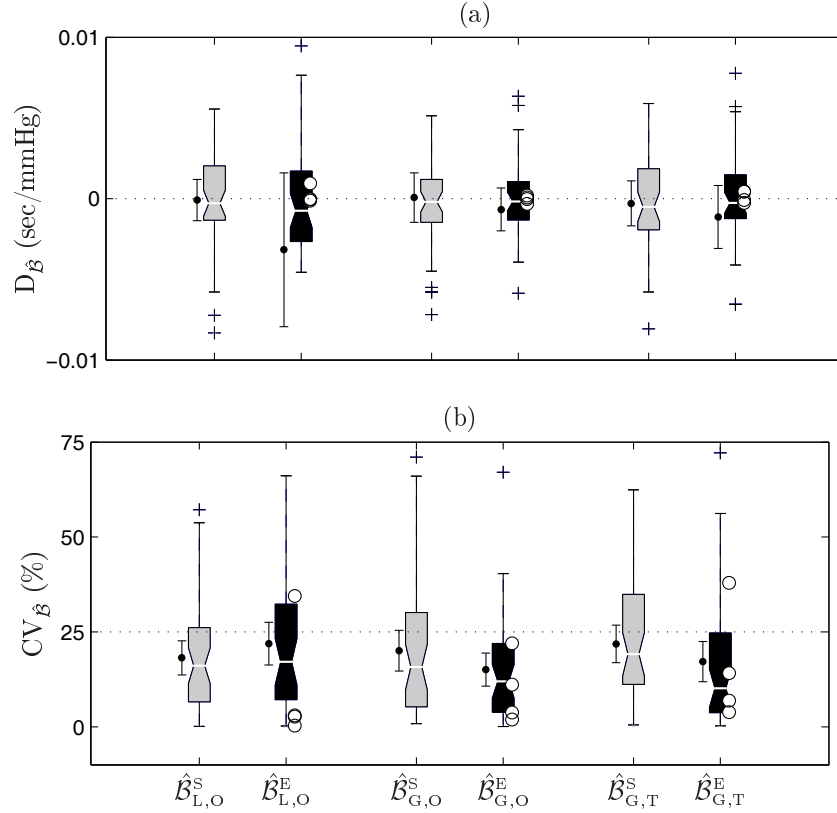 (a)
0.01
0
−0.01
D_𝓑̂ (sec/mmHg)
(b)
75
50
25
0
CV_𝓑̂ (%)
𝓑̂^S_L,O 𝓑̂^E_L,O 𝓑̂^S_G,O 𝓑̂^E_G,O 𝓑̂^S_G,T 𝓑̂^E_G,T